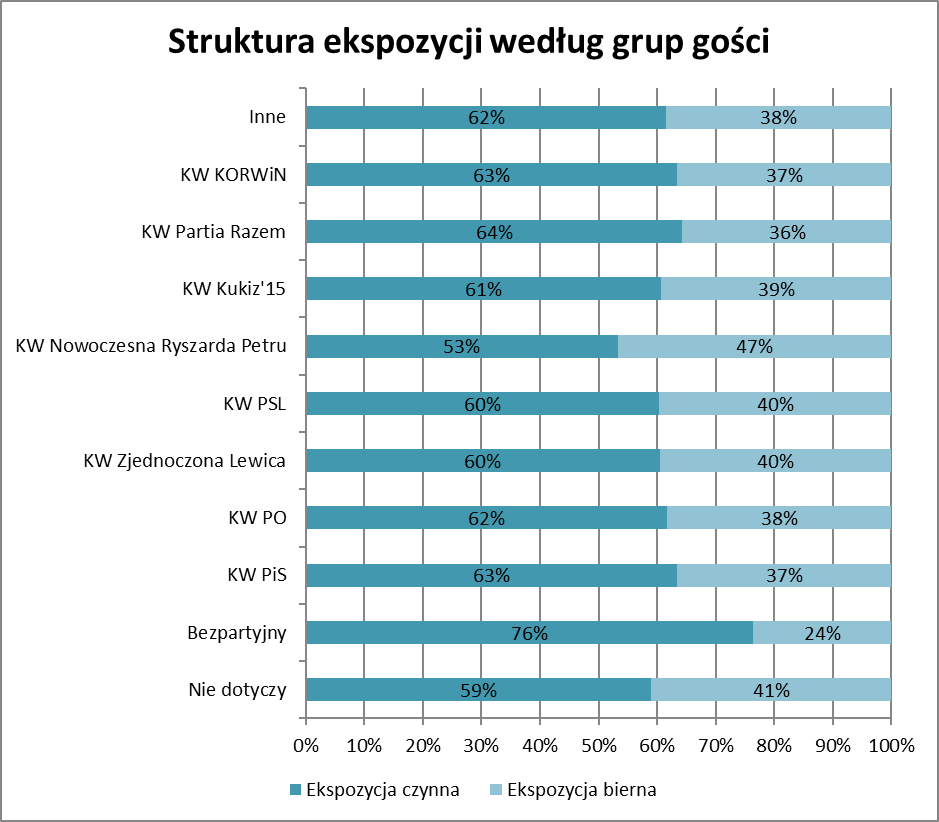 Struktura ekspozycji według grup gości
Inne 62% 38%
KW KORWiN 63% 37%
KW Partia Razem 64% 36%
KW Kukiz'15 61% 39%
KW Nowoczesna Ryszarda Petru 53% 47%
KW PSL 60% 40%
KW Zjednoczona Lewica 60% 40%
KW PO 62% 38%
KW PiS 63% 37%
Bezpartyjny 76% 24%
Nie dotyczy 59% 41%
0% 10% 20% 30% 40% 50% 60% 70% 80% 90% 100%
Ekspozycja czynna Ekspozycja bierna